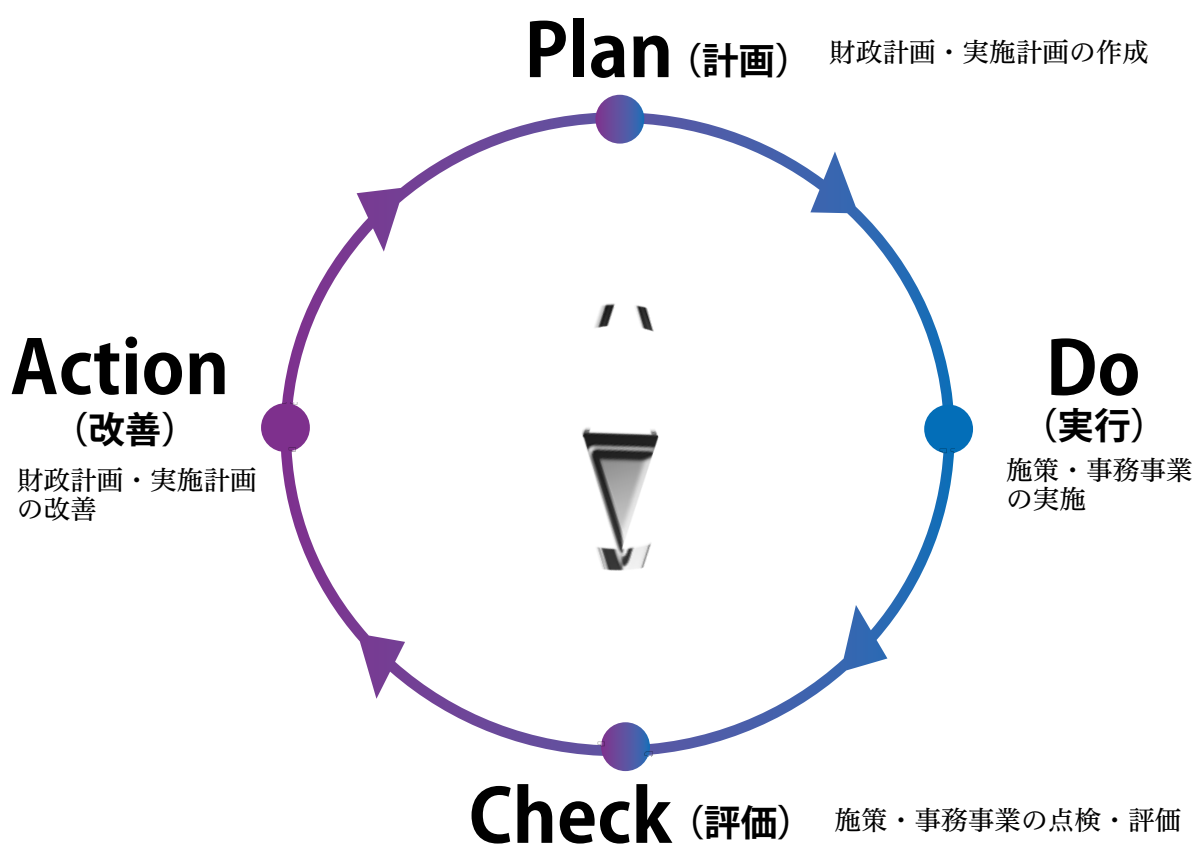 Plan（計画） 財政計画・実施計画の作成
Do
（実行）
施策・事務事業
の実施
Check（評価） 施策・事務事業の点検・評価
Action
（改善）
財政計画・実施計画
の改善